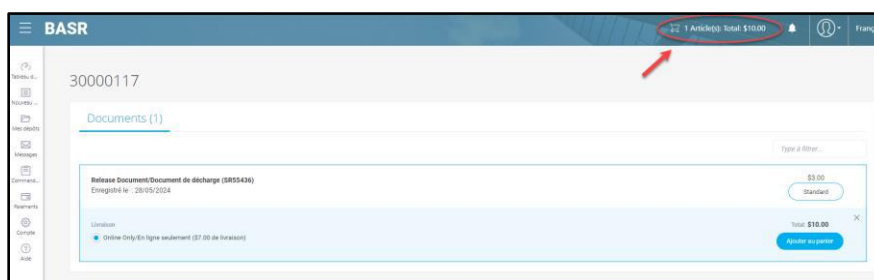 BASR
1 Article(s): Total: $10.00
Franç
Tableau d...
Nouveau ...
Mes dépôts
Messages
Command...
Paiements
Compte
Aide
30000117
Documents (1)
Type à filtrer ...
Release Document/Document de décharge (SR55436)
Enregistré le : 28/05/2024
$3.00
Standard
Livraison
Online Only/En ligne seulement ($7.00 de livraison)
Total: $10.00
Ajouter au panier